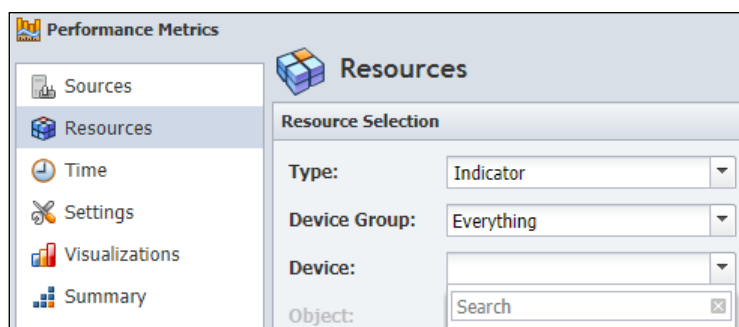 Performance Metrics
Sources
Resources
Time
Settings
Visualizations
Summary
Resources
Resource Selection
Type: Indicator
Device Group: Everything
Device:
Search
Object: